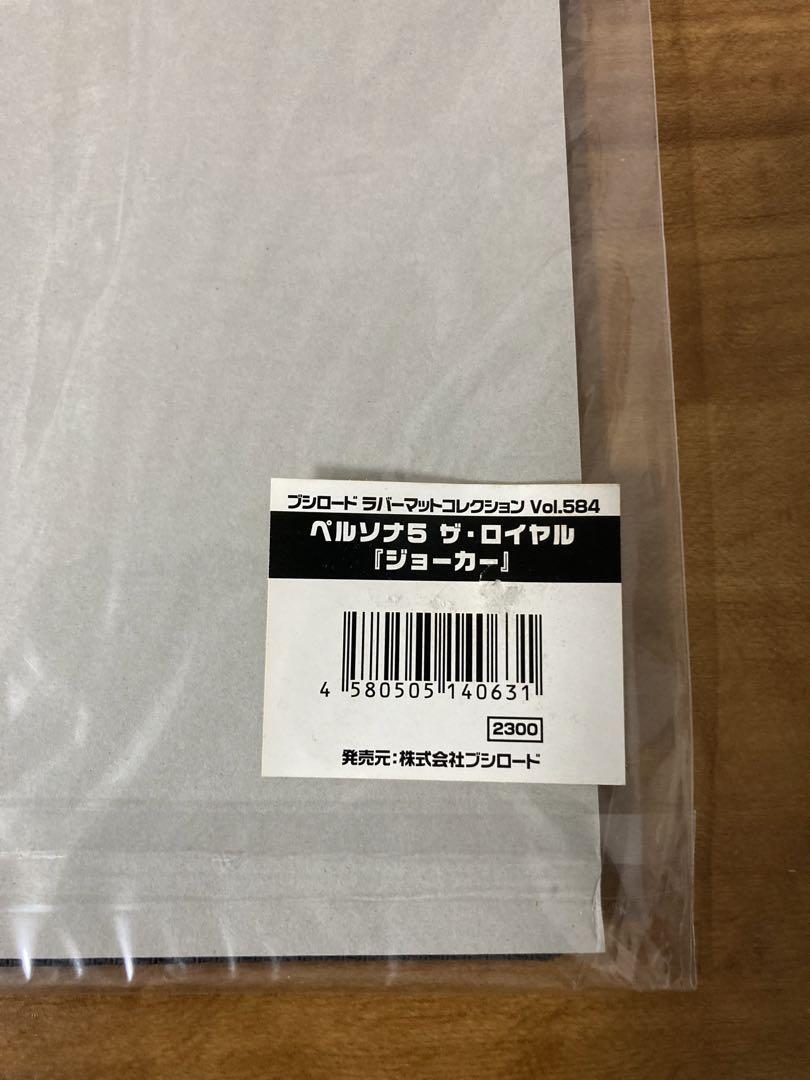 ブシロード ラバーマットコレクション Vol.584
ペルソナ5 ザ・ロイヤル
『ジョーカー』
4 580505 140631
2300
発売元:株式会社ブシロード